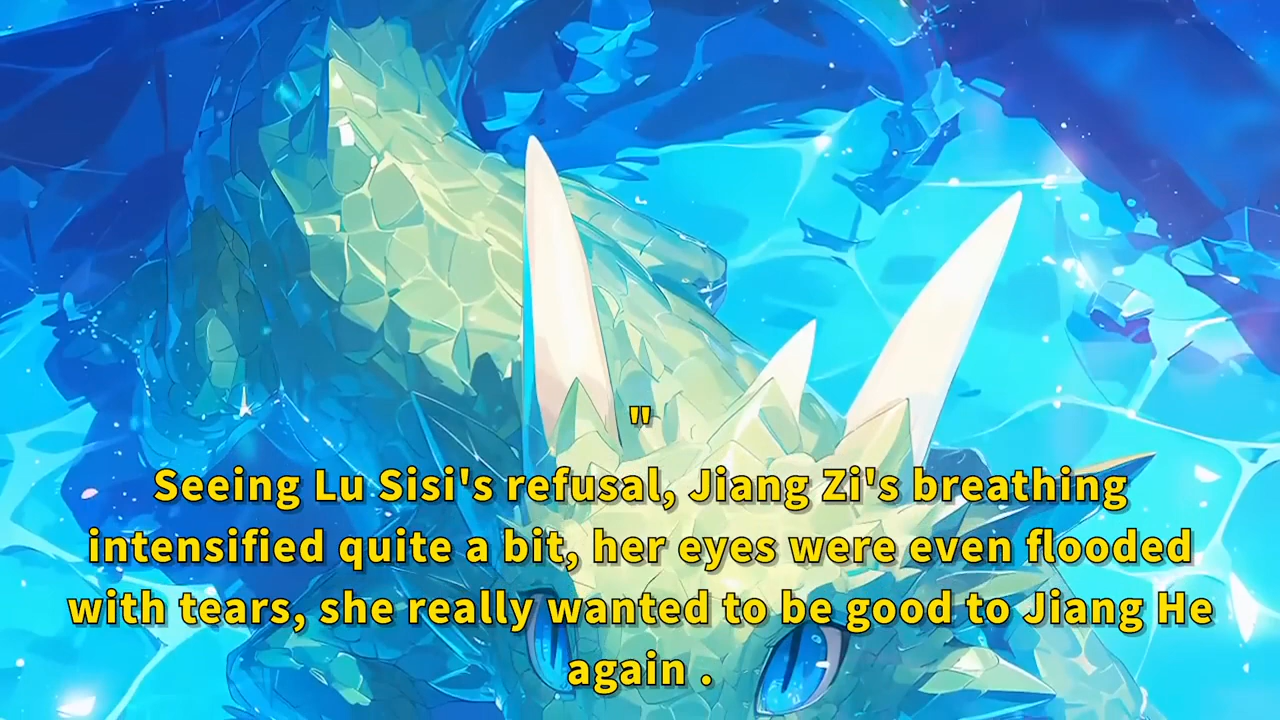 "
Seeing Lu Sisi's refusal, Jiang Zi's breathing
intensified quite a bit, her eyes were even flooded
with tears, she really wanted to be good to Jiang He
again .